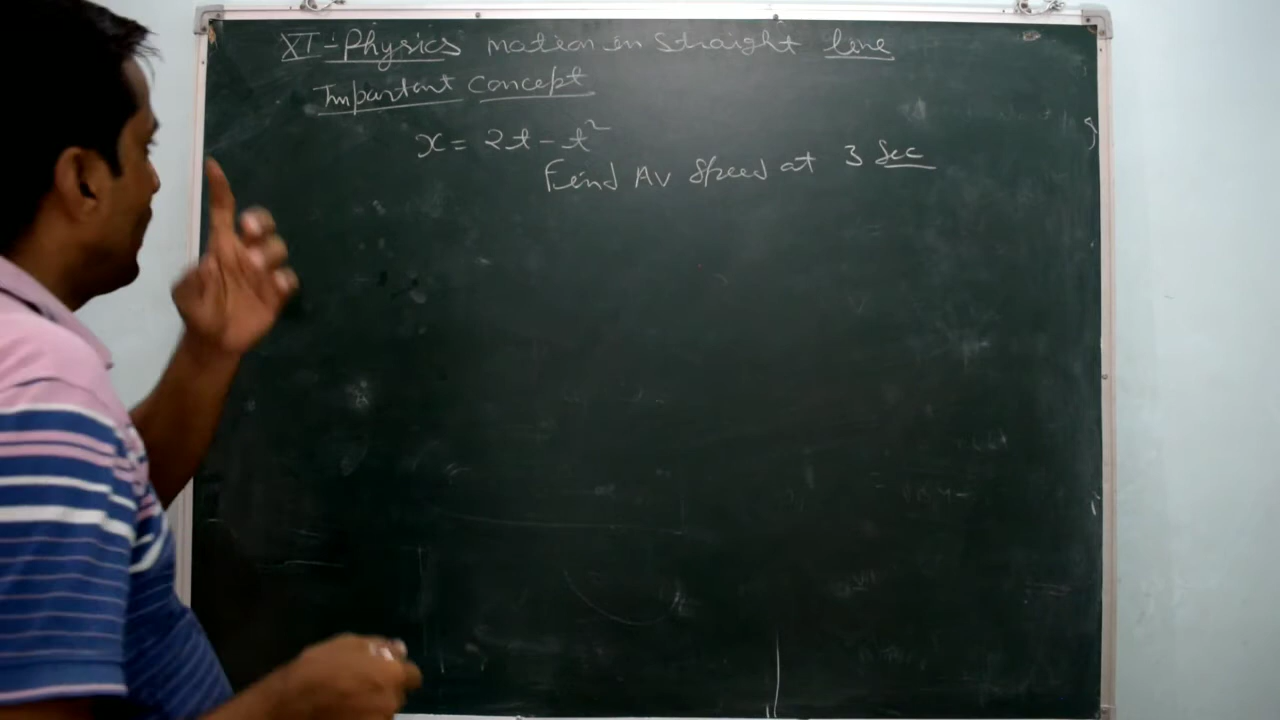 XI - Physics Motion in Straight line
Important Concept
x = 2t - t²
Find Av Speed at 3 Sec